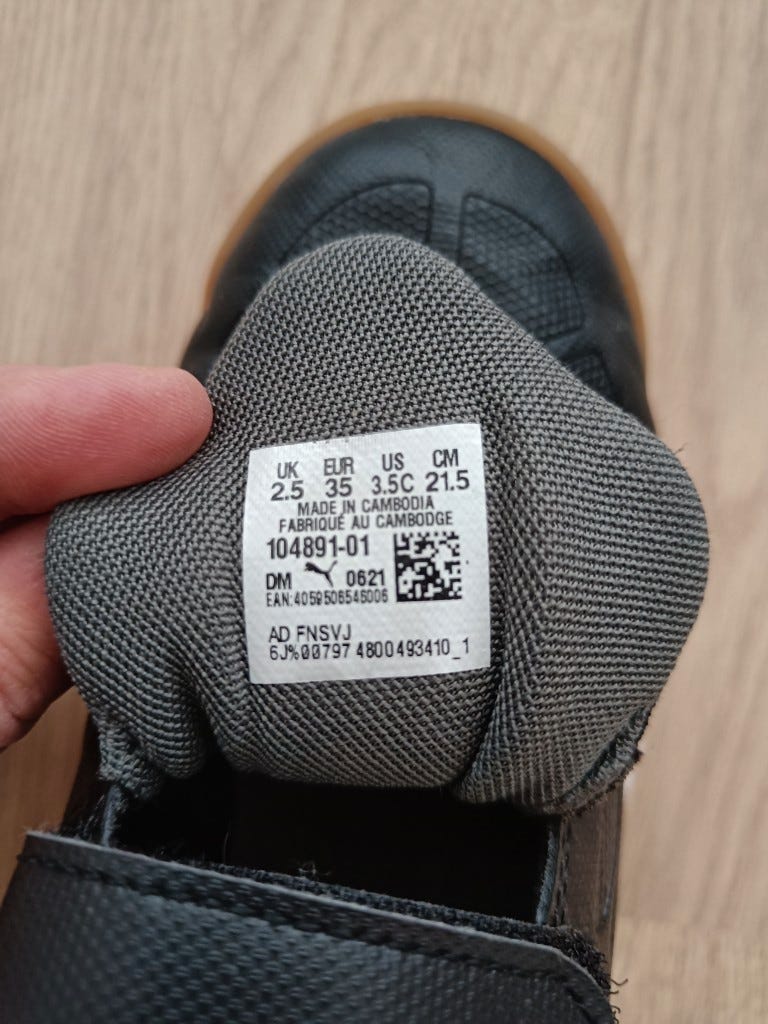 UK EUR US CM
2.5 35 3.5C 21.5
MADE IN CAMBODIA
FABRIQUÉ AU CAMBODGE
104891-01
DM 0621
EAN:4059506546006
AD FNSVJ
6J%00797 4800493410_1